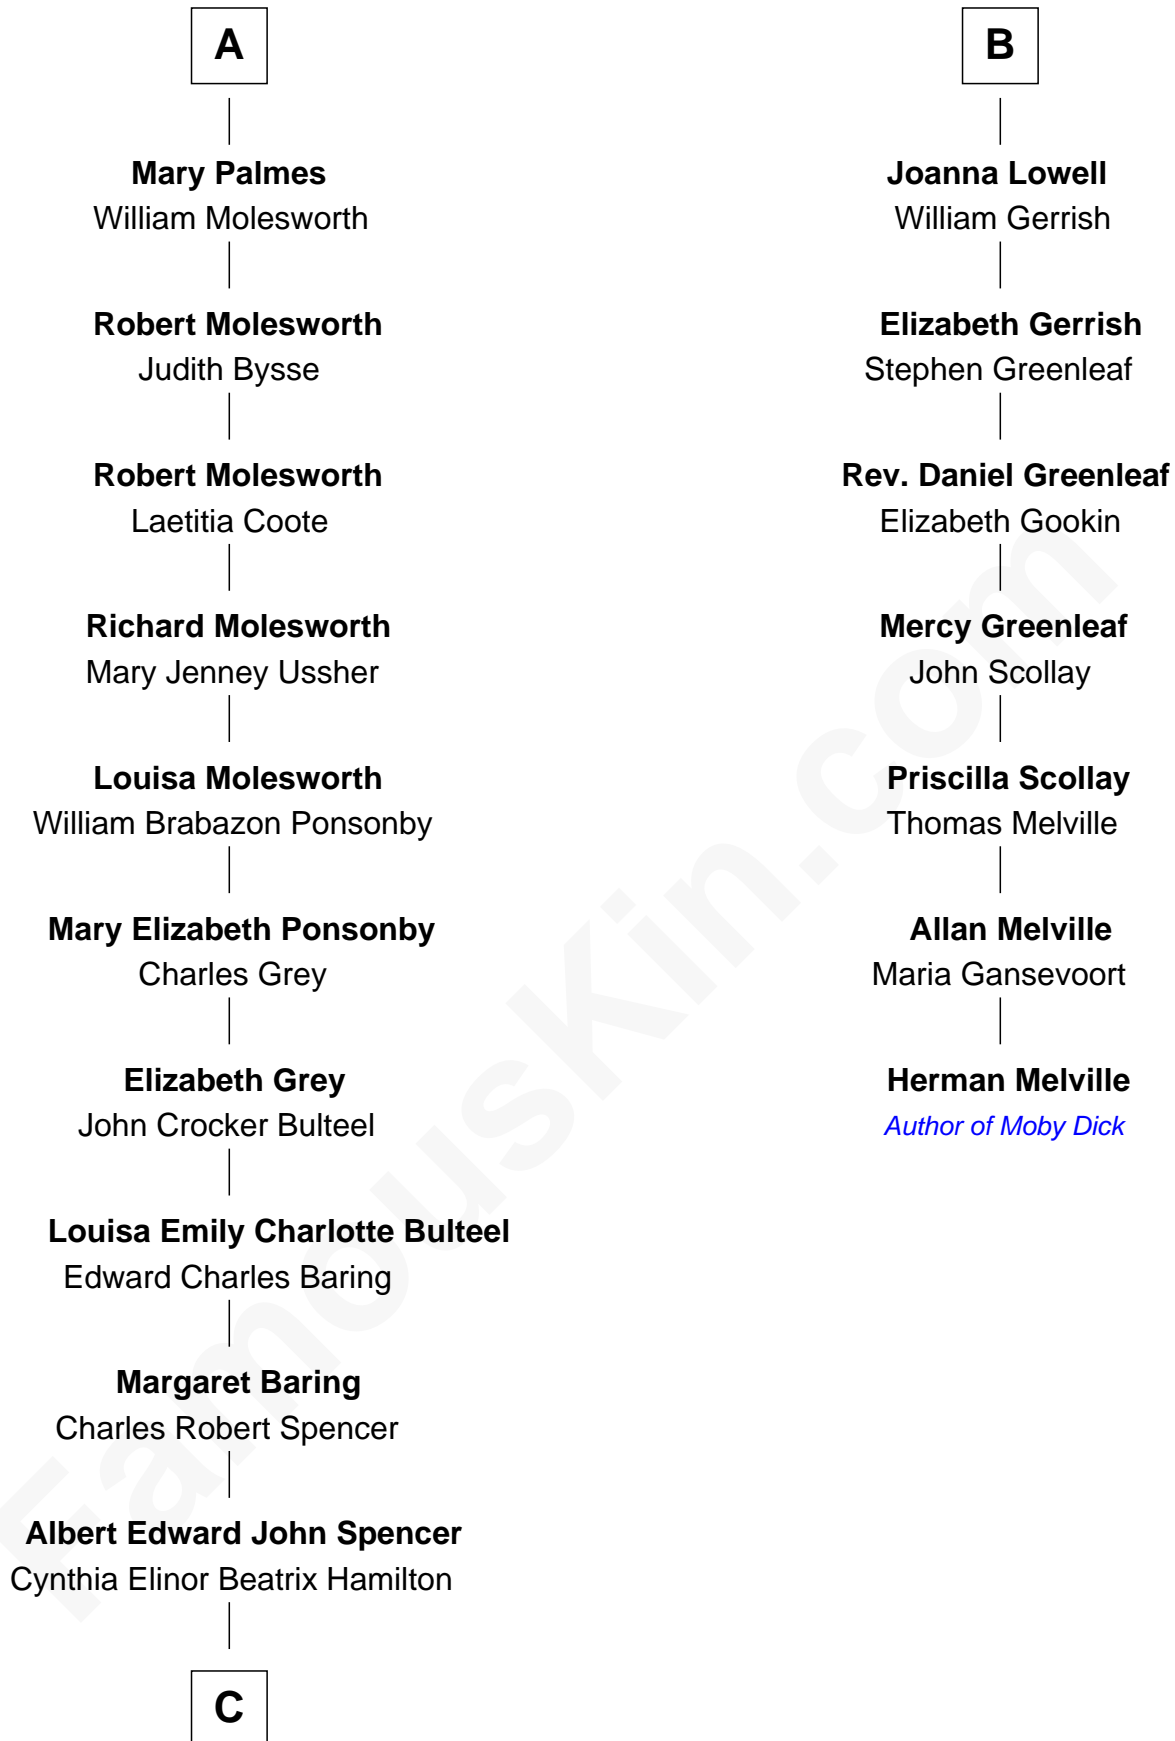 A
Mary Palmes
William Molesworth
Robert Molesworth
Judith Bysse
Robert Molesworth
Laetitia Coote
Richard Molesworth
Mary Jenney Ussher
Louisa Molesworth
William Brabazon Ponsonby
Mary Elizabeth Ponsonby
Charles Grey
Elizabeth Grey
John Crocker Bulteel
Louisa Emily Charlotte Bulteel
Edward Charles Baring
Margaret Baring
Charles Robert Spencer
Albert Edward John Spencer
Cynthia Elinor Beatrix Hamilton
C
B
Joanna Lowell
William Gerrish
Elizabeth Gerrish
Stephen Greenleaf
Rev. Daniel Greenleaf
Elizabeth Gookin
Mercy Greenleaf
John Scollay
Priscilla Scollay
Thomas Melville
Allan Melville
Maria Gansevoort
Herman Melville
Author of Moby Dick
FamousKin.com